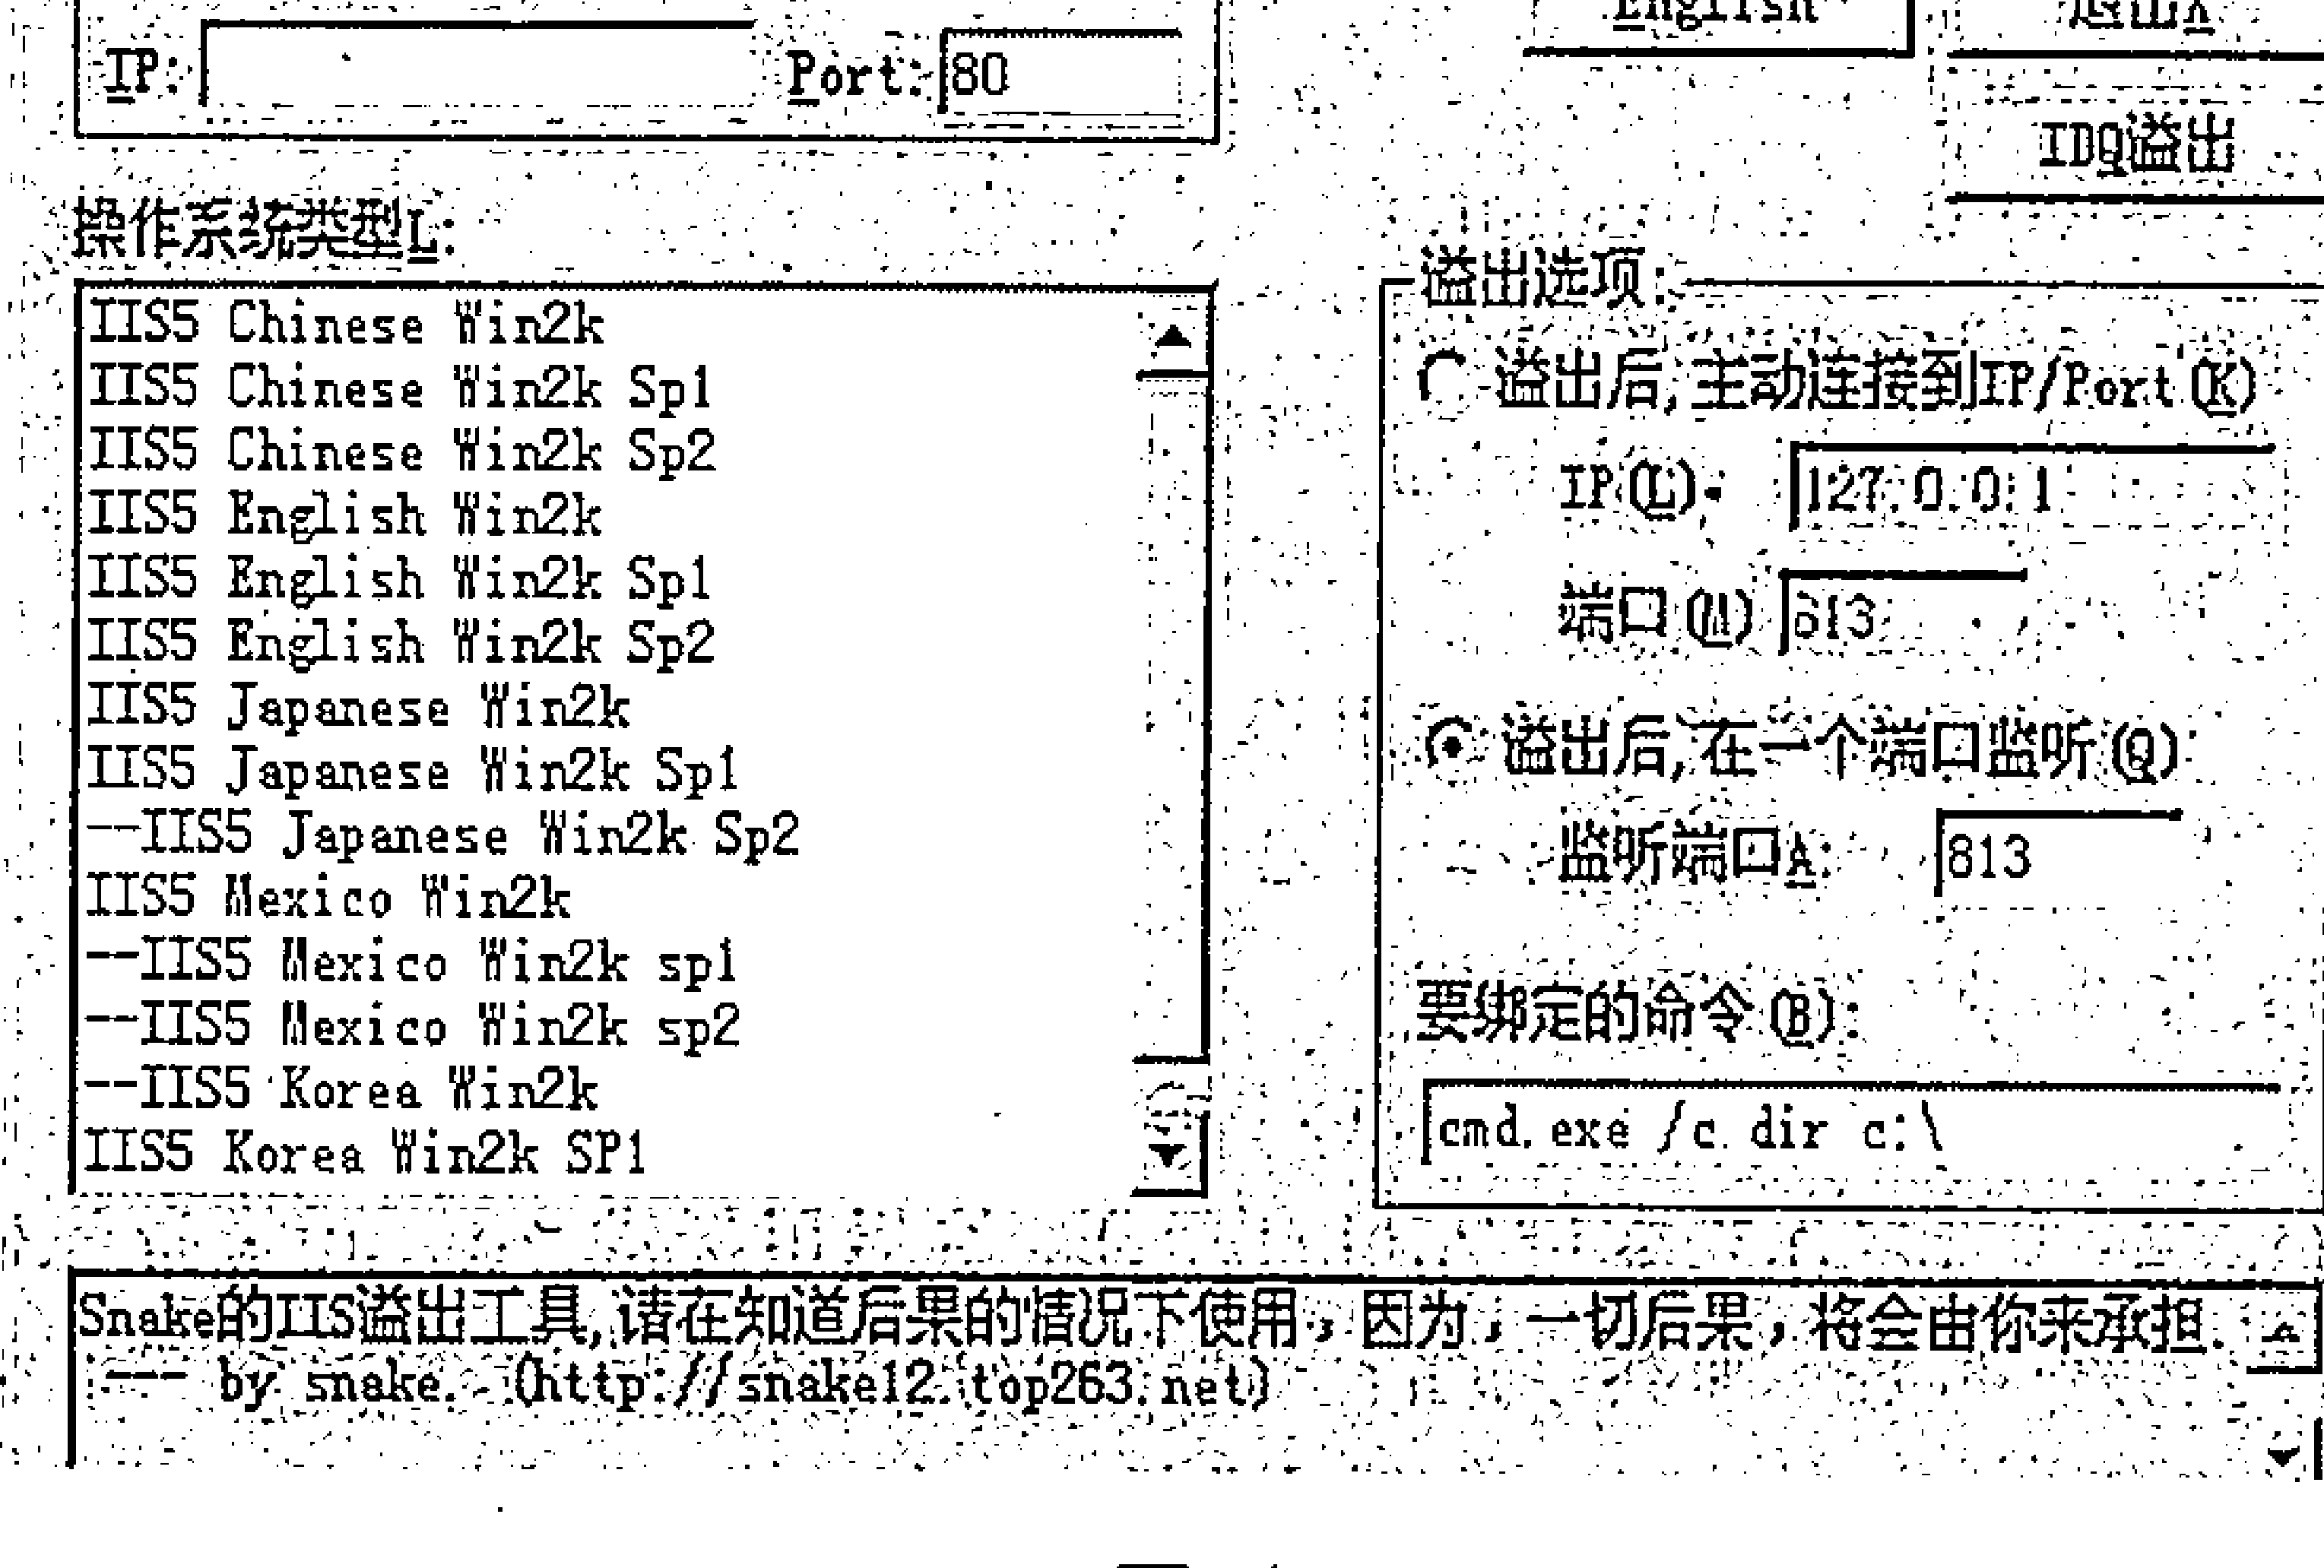 English
退出X
IP:
Port: 80
IDQ溢出
操作系统类型L:
IIS5 Chinese Win2k
IIS5 Chinese Win2k Sp1
IIS5 Chinese Win2k Sp2
IIS5 English Win2k
IIS5 English Win2k Sp1
IIS5 English Win2k Sp2
IIS5 Japanese Win2k
IIS5 Japanese Win2k Sp1
--IIS5 Japanese Win2k Sp2
IIS5 Mexico Win2k
--IIS5 Mexico Win2k sp1
--IIS5 Mexico Win2k sp2
--IIS5 Korea Win2k
IIS5 Korea Win2k SP1
溢出选项:
溢出后,主动连接到IP/Port(K)
IP(L). 127.0.0.1
端口(M) 813
溢出后,在一个端口监听(Q)
监听端口A: 813
要绑定的命令(B):
cmd.exe /c dir c:\
Snake的IIS溢出工具,请在知道后果的情况下使用，因为，一切后果，将会由你来承担.
--- by snake. (http://snake12.top263.net)